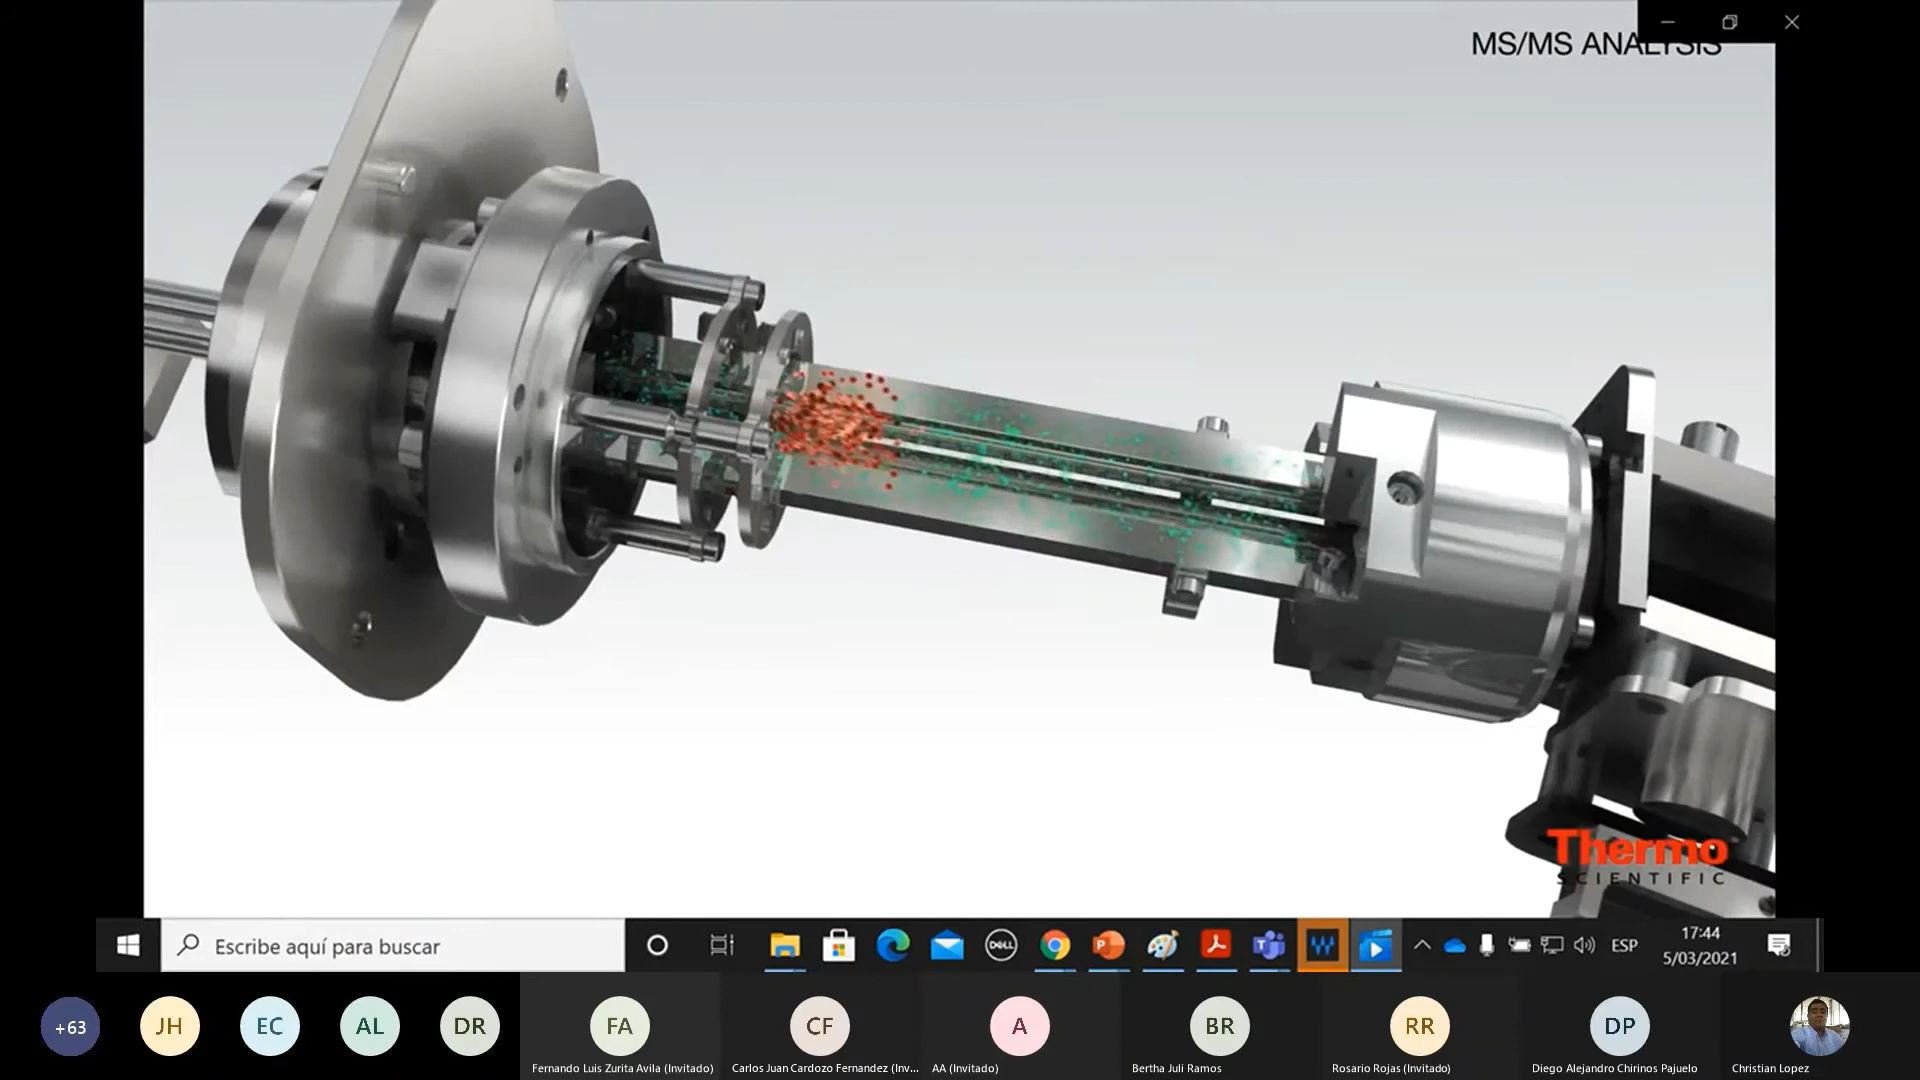 MS/MS ANALYSIS
Thermo
SCIENTIFIC
Escribe aquí para buscar
DELL
ESP
17:44
5/03/2021
+63
JH
EC
AL
DR
FA
CF
A
BR
RR
DP
Fernando Luis Zurita Avila (Invitado)
Carlos Juan Cardozo Fernandez (Inv...
AA (Invitado)
Bertha Juli Ramos
Rosario Rojas (Invitado)
Diego Alejandro Chirinos Pajuelo
Christian Lopez